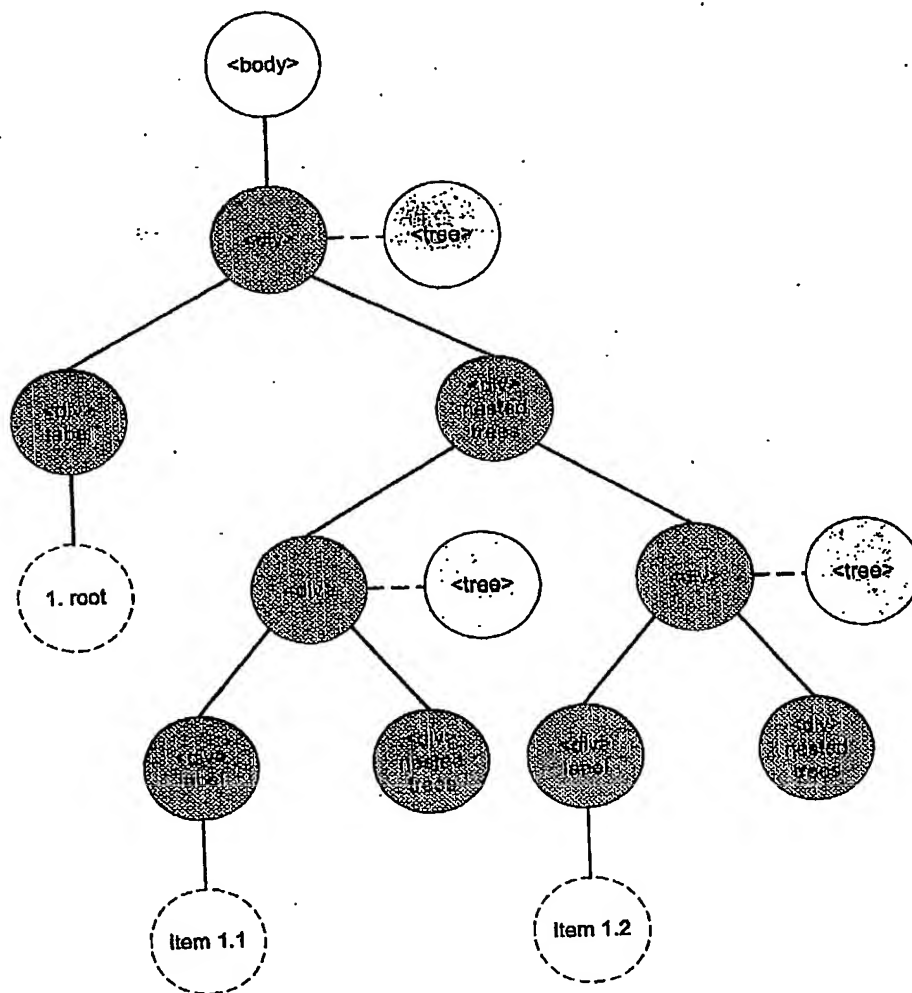 <body>
<div>
<tree>
<div>
label
<div>
nested
trees
1. root
<div>
<tree>
<div>
<tree>
<div>
label
<div>
nested
trees
<div>
label
<div>
nested
trees
Item 1.1
Item 1.2